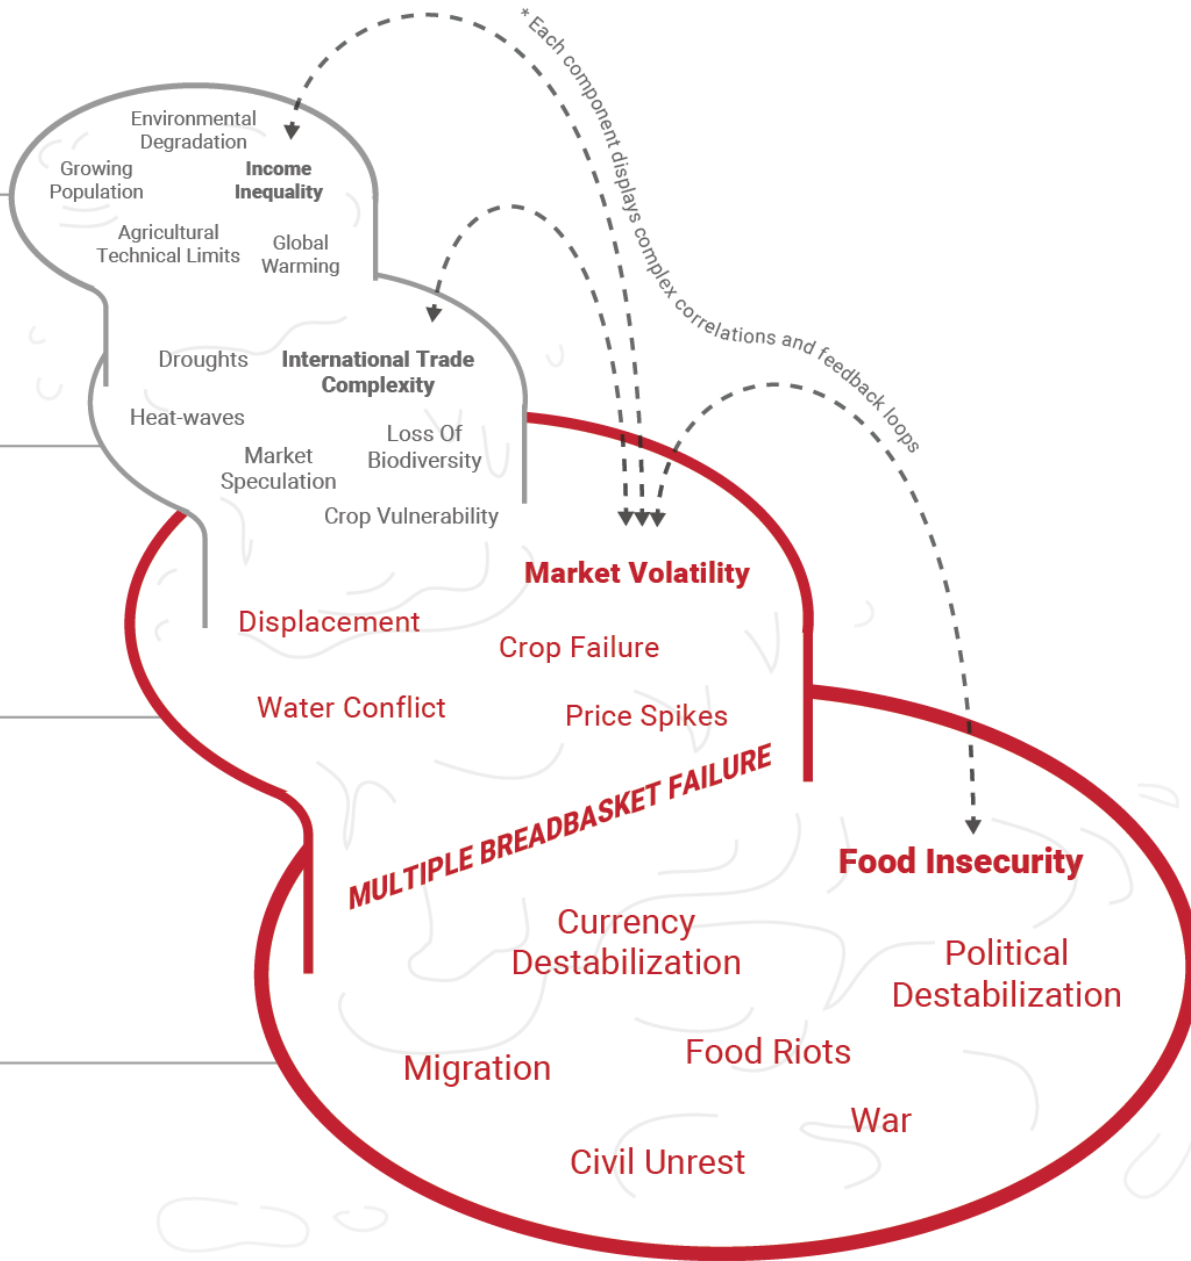 * Each component displays complex correlations and feedback loops
Environmental
Degradation
Growing
Population
Income
Inequality
Agricultural
Technical Limits
Global
Warming
Droughts
International Trade
Complexity
Heat-waves
Loss Of
Biodiversity
Market
Speculation
Crop Vulnerability
Market Volatility
Displacement
Crop Failure
Water Conflict
Price Spikes
MULTIPLE BREADBASKET FAILURE
Food Insecurity
Currency
Destabilization
Political
Destabilization
Migration
Food Riots
War
Civil Unrest